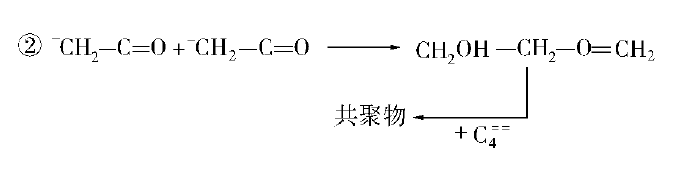 ② ⁻CH₂—C=O + ⁻CH₂—C=O ⟶ CH₂OH—CH₂—O=CH₂
共聚物 ⟵ + C₄⁼⁼